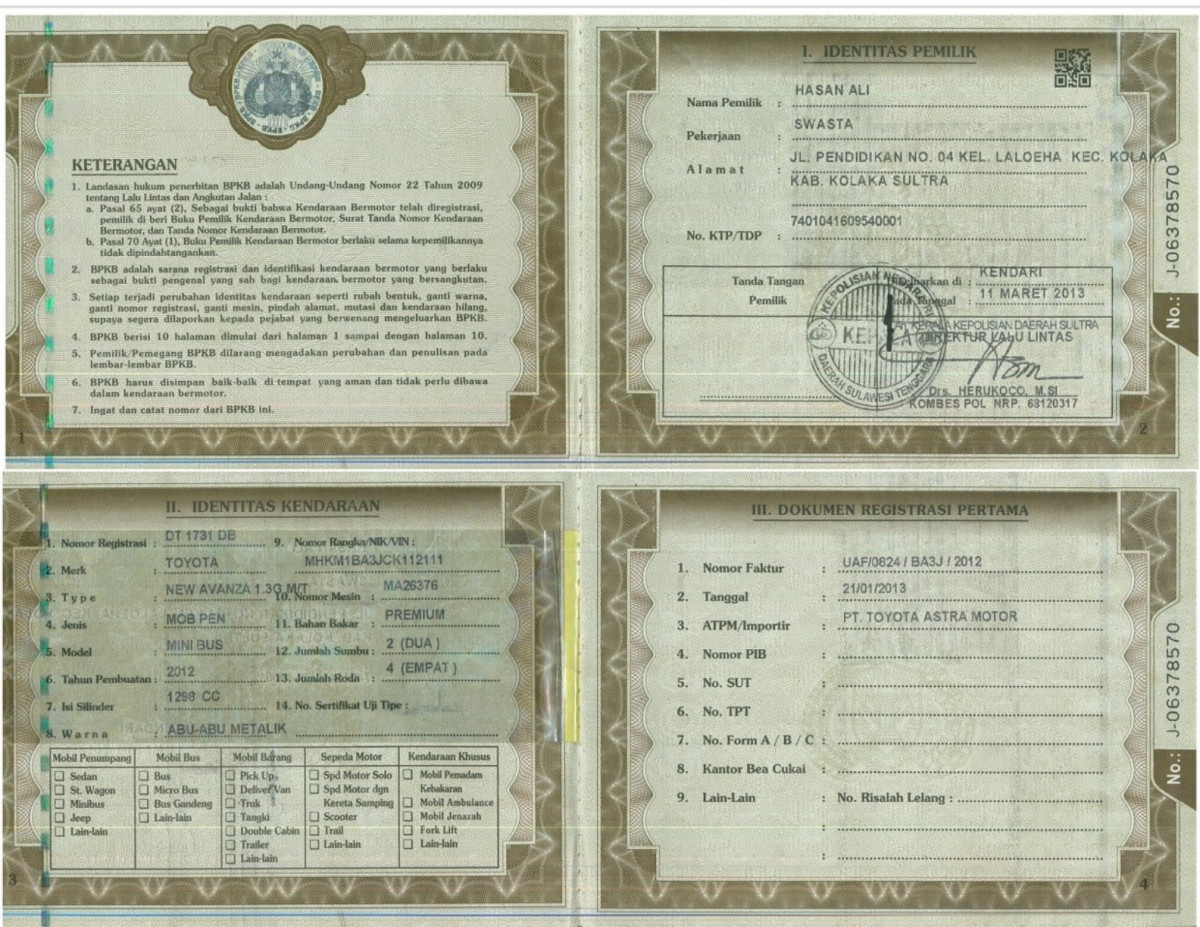 KETERANGAN
1. Landasan hukum penerbitan BPKB adalah Undang-Undang Nomor 22 Tahun 2009
tentang Lalu Lintas dan Angkutan Jalan :
a. Pasal 65 ayat (2), Sebagai bukti bahwa Kendaraan Bermotor telah diregistrasi,
pemilik di beri Buku Pemilik Kendaraan Bermotor, Surat Tanda Nomor Kendaraan
Bermotor, dan Tanda Nomor Kendaraan Bermotor.
b. Pasal 70 Ayat (1), Buku Pemilik Kendaraan Bermotor berlaku selama kepemilikannya
tidak dipindahtangankan.
2. BPKB adalah sarana registrasi dan identifikasi kendaraan bermotor yang berlaku
sebagai bukti pengenal yang sah bagi kendaraan bermotor yang bersangkutan.
3. Setiap terjadi perubahan identitas kendaraan seperti rubah bentuk, ganti warna,
ganti nomor registrasi, ganti mesin, pindah alamat, mutasi dan kendaraan hilang,
supaya segera dilaporkan kepada pejabat yang berwenang mengeluarkan BPKB.
4. BPKB berisi 10 halaman dimulai dari halaman 1 sampai dengan halaman 10.
5. Pemilik/Pemegang BPKB dilarang mengadakan perubahan dan penulisan pada
lembar-lembar BPKB.
6. BPKB harus disimpan baik-baik di tempat yang aman dan tidak perlu dibawa
dalam kendaraan bermotor.
7. Ingat dan catat nomor dari BPKB ini.
1
I. IDENTITAS PEMILIK
Nama Pemilik : HASAN ALI
Pekerjaan : SWASTA
Alamat : JL. PENDIDIKAN NO. 04 KEL. LALOEHA KEC. KOLAKA
KAB. KOLAKA SULTRA
No. KTP/TDP : 7401041609540001
Tanda Tangan
Pemilik
di : KENDARI
Tanggal : 11 MARET 2013
KEPALA KEPOLISIAN DAERAH SULTRA
DIREKTUR LALU LINTAS
KEPOLISIAN NEGARA RI
KEPALA
DAERAH SULAWESI TENGGARA
Drs. HERUKOCO, M.SI
KOMBES POL NRP. 68120317
No.: J-06378570
2
II. IDENTITAS KENDARAAN
1. Nomor Registrasi : DT 1731 DB
2. Merk : TOYOTA
3. Type : NEW AVANZA 1.3G M/T
4. Jenis : MOB PEN
5. Model : MINI BUS
6. Tahun Pembuatan : 2012
7. Isi Silinder : 1298 CC
8. Warna : ABU-ABU METALIK
9. Nomor Rangka/NIK/VIN :
MHKM1BA3JCK112111
10. Nomor Mesin : MA26376
11. Bahan Bakar : PREMIUM
12. Jumlah Sumbu : 2 (DUA )
13. Jumlah Roda : 4 (EMPAT )
14. No. Sertifikat Uji Tipe :
Mobil Penumpang
Sedan
St. Wagon
Minibus
Jeep
Lain-lain
Mobil Bus
Bus
Micro Bus
Bus Gandeng
Lain-lain
Mobil Barang
Pick Up
Deliver Van
Truk
Tangki
Double Cabin
Trailer
Lain-lain
Sepeda Motor
Spd Motor Solo
Spd Motor dgn
Kereta Samping
Scooter
Trail
Lain-lain
Kendaraan Khusus
Mobil Pemadam
Kebakaran
Mobil Ambulance
Mobil Jenazah
Fork Lift
Lain-lain
3
III. DOKUMEN REGISTRASI PERTAMA
1. Nomor Faktur : UAF/0824 / BA3J / 2012
2. Tanggal : 21/01/2013
3. ATPM/Importir : PT. TOYOTA ASTRA MOTOR
4. Nomor PIB :
5. No. SUT :
6. No. TPT :
7. No. Form A / B / C :
8. Kantor Bea Cukai :
9. Lain-Lain : No. Risalah Lelang :
No.: J-06378570
4